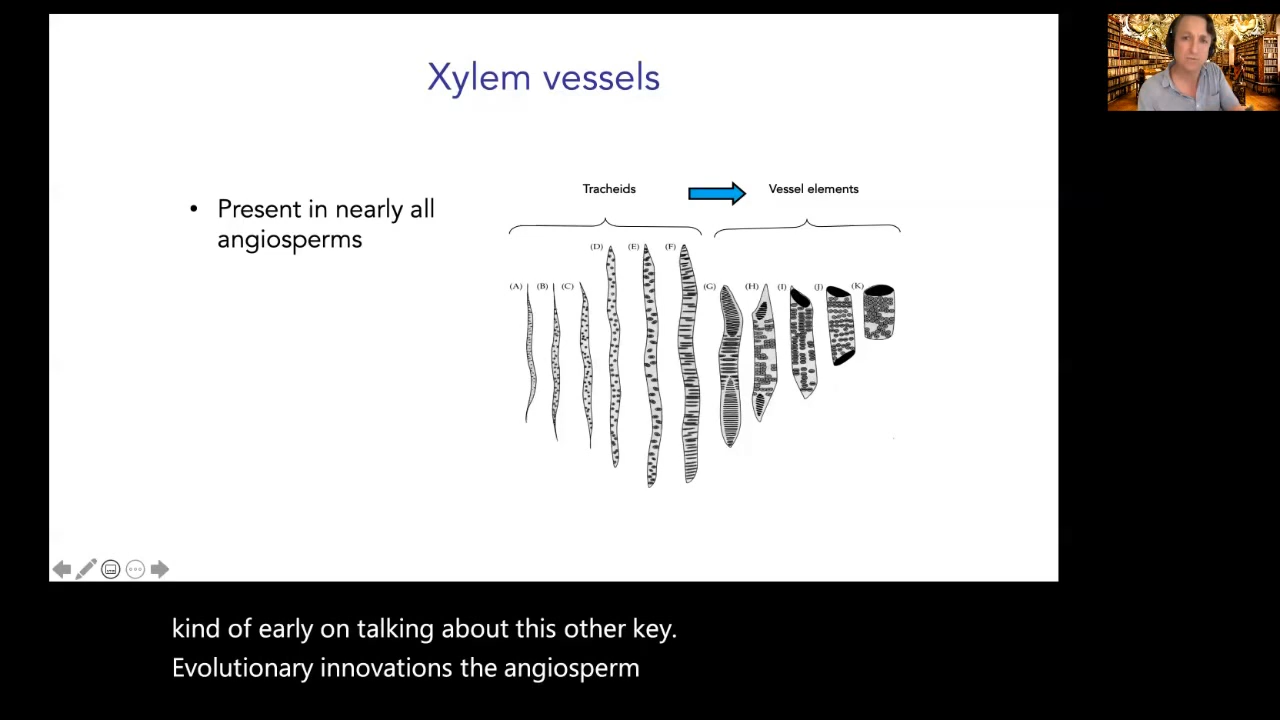 Xylem vessels
• Present in nearly all
angiosperms
Tracheids
Vessel elements
(D) (E) (F)
(A) (B) (C) (G) (H) (I) (J) (K)
kind of early on talking about this other key.
Evolutionary innovations the angiosperm